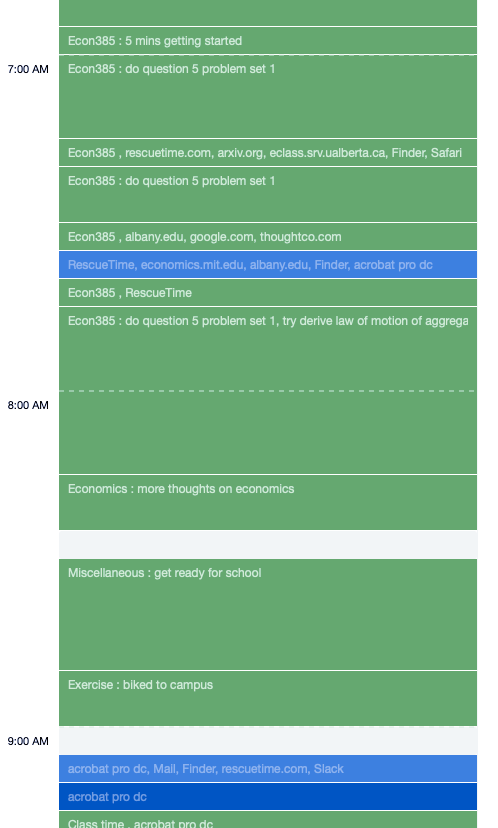 Econ385 : 5 mins getting started
7:00 AM
Econ385 : do question 5 problem set 1
Econ385 , rescuetime.com, arxiv.org, eclass.srv.ualberta.ca, Finder, Safari
Econ385 : do question 5 problem set 1
Econ385 , albany.edu, google.com, thoughtco.com
RescueTime, economics.mit.edu, albany.edu, Finder, acrobat pro dc
Econ385 , RescueTime
Econ385 : do question 5 problem set 1, try derive law of motion of aggrega
8:00 AM
Economics : more thoughts on economics
Miscellaneous : get ready for school
Exercise : biked to campus
9:00 AM
acrobat pro dc, Mail, Finder, rescuetime.com, Slack
acrobat pro dc
Class time , acrobat pro dc